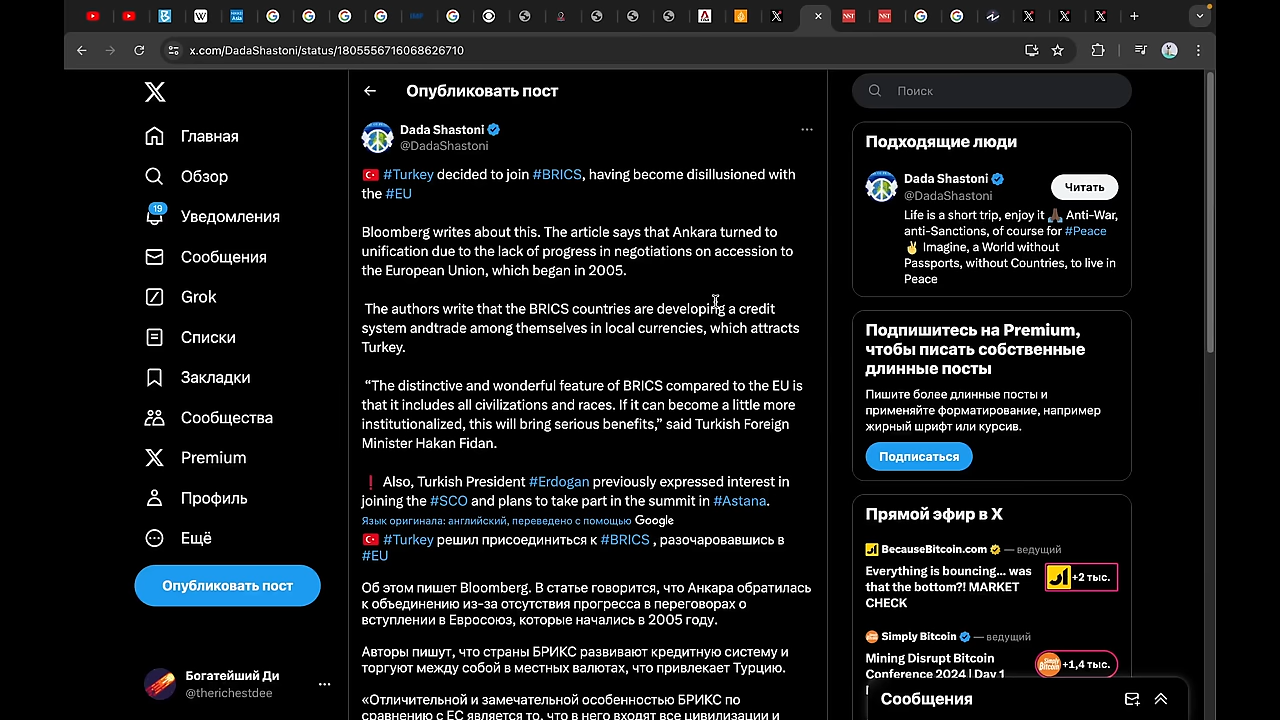 x.com/DadaShastoni/status/1805556716068626710
Главная
Обзор
19
Уведомления
Сообщения
Grok
Списки
Закладки
Сообщества
Premium
Профиль
Ещё
Опубликовать пост
Богатейший Ди
@therichestdee
Опубликовать пост
Dada Shastoni
@DadaShastoni
#Turkey decided to join #BRICS, having become disillusioned with
the #EU
Bloomberg writes about this. The article says that Ankara turned to
unification due to the lack of progress in negotiations on accession to
the European Union, which began in 2005.
The authors write that the BRICS countries are developing a credit
system andtrade among themselves in local currencies, which attracts
Turkey.
“The distinctive and wonderful feature of BRICS compared to the EU is
that it includes all civilizations and races. If it can become a little more
institutionalized, this will bring serious benefits,” said Turkish Foreign
Minister Hakan Fidan.
❗ Also, Turkish President #Erdogan previously expressed interest in
joining the #SCO and plans to take part in the summit in #Astana.
Язык оригинала: английский, переведено с помощью Google
#Turkey решил присоединиться к #BRICS , разочаровавшись в
#EU
Об этом пишет Bloomberg. В статье говорится, что Анкара обратилась
к объединению из-за отсутствия прогресса в переговорах о
вступлении в Евросоюз, которые начались в 2005 году.
Авторы пишут, что страны БРИКС развивают кредитную систему и
торгуют между собой в местных валютах, что привлекает Турцию.
«Отличительной и замечательной особенностью БРИКС по
сравнению с ЕС является то, что в него входят все цивилизации и
Поиск
Подходящие люди
Dada Shastoni
@DadaShastoni
Читать
Life is a short trip, enjoy it 🙏🏿 Anti-War,
anti-Sanctions, of course for #Peace
✌ Imagine, a World without
Passports, without Countries, to live in
Peace
Подпишитесь на Premium,
чтобы писать собственные
длинные посты
Пишите более длинные посты и
применяйте форматирование, например
жирный шрифт или курсив.
Подписаться
Прямой эфир в X
BecauseBitcoin.com — ведущий
Everything is bouncing... was
that the bottom?! MARKET
CHECK
+2 тыс.
Simply Bitcoin — ведущий
Mining Disrupt Bitcoin
Conference 2024 | Day 1
+1,4 тыс.
Сообщения